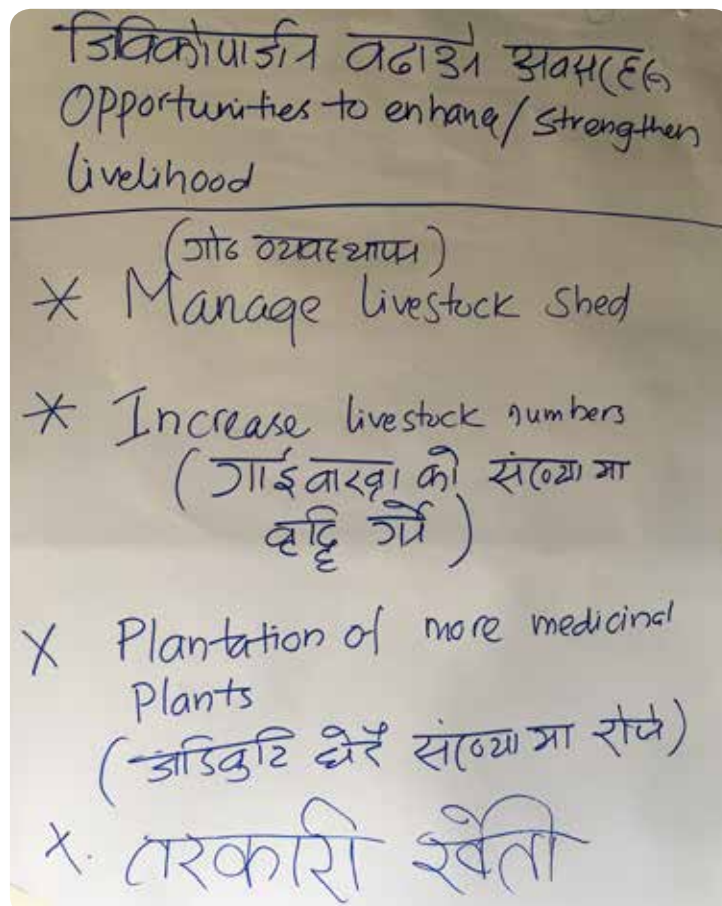 जिविकोपार्जन वढाउने अवसरहरु
Opportunities to enhance/Strengthen
livelihood
(गोठ व्यवस्थापन)
* Manage livestock shed
* Increase livestock numbers
(गाईवाख्रा को संख्या मा
वृद्धि गर्ने)
X Plantation of more medicinal
Plants
(जडिबुटि धेरै संख्या मा रोप्ने)
X. तरकारी खेती